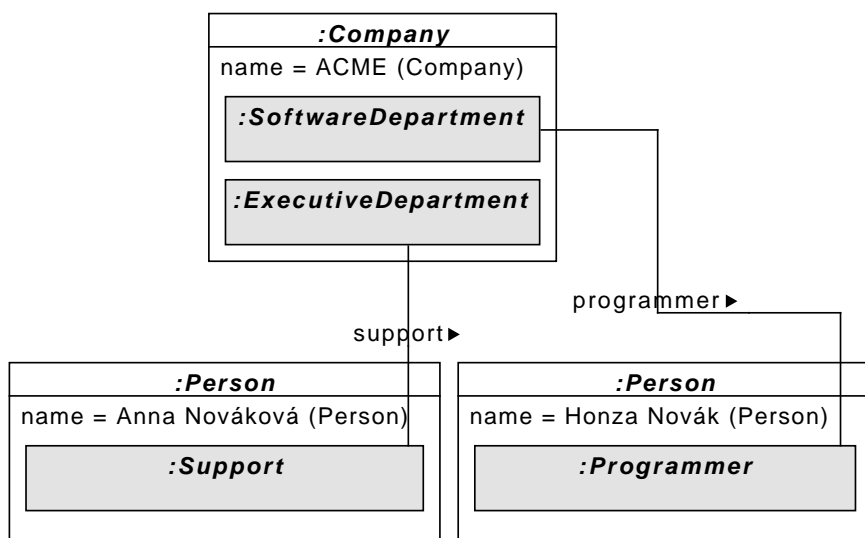 :Company
name = ACME (Company)
:SoftwareDepartment
:ExecutiveDepartment
programmer▶
support▶
:Person
name = Anna Nováková (Person)
:Support
:Person
name = Honza Novák (Person)
:Programmer